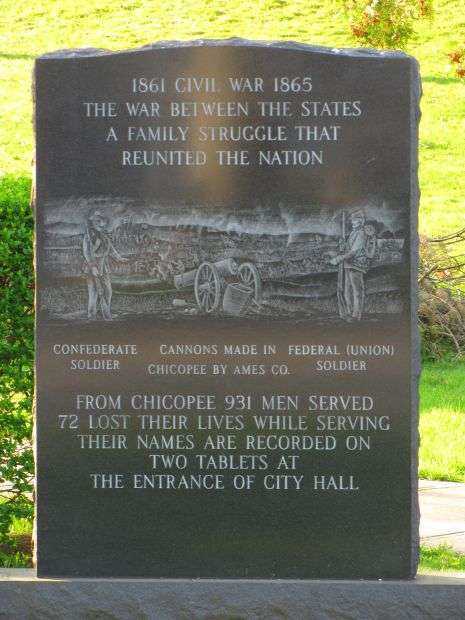 1861 CIVIL WAR 1865
THE WAR BETWEEN THE STATES
A FAMILY STRUGGLE THAT
REUNITED THE NATION
CONFEDERATE SOLDIER
CANNONS MADE IN CHICOPEE BY AMES CO.
FEDERAL (UNION) SOLDIER
FROM CHICOPEE 931 MEN SERVED
72 LOST THEIR LIVES WHILE SERVING
THEIR NAMES ARE RECORDED ON
TWO TABLETS AT
THE ENTRANCE OF CITY HALL